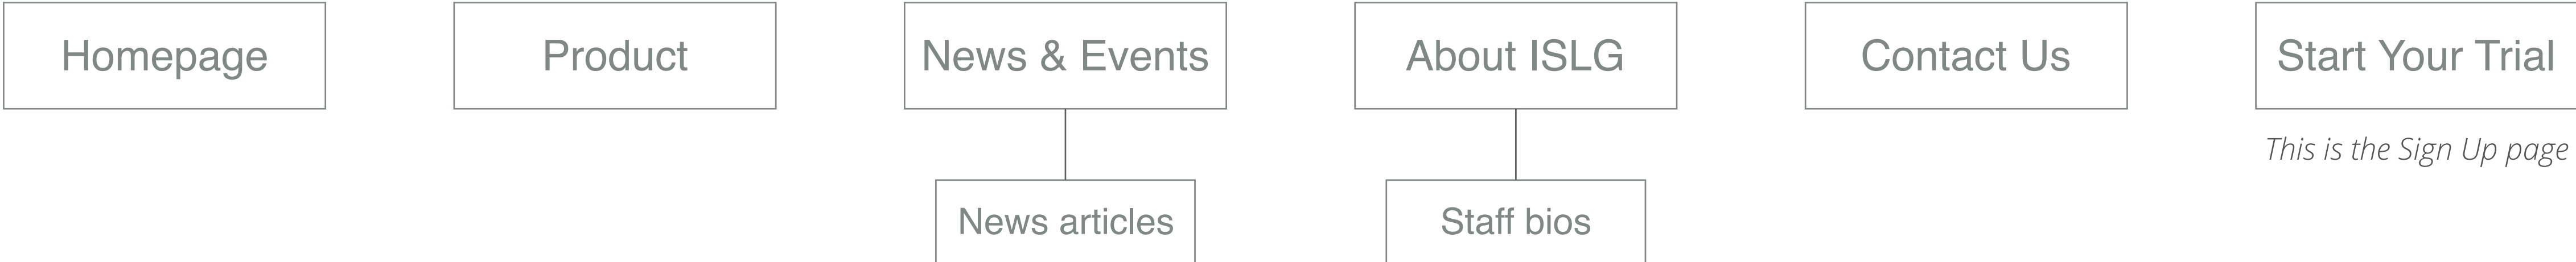 Homepage
Product
News & Events
About ISLG
Contact Us
Start Your Trial
This is the Sign Up page
News articles
Staff bios